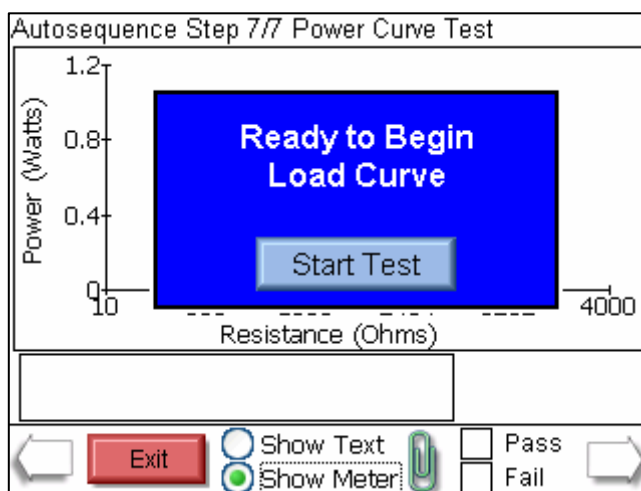 Autosequence Step 7/7 Power Curve Test
1.2
0.8
0.4
0
Power (Watts)
Ready to Begin
Load Curve
Start Test
10
4000
Resistance (Ohms)
Exit
Show Text
Show Meter
Pass
Fail